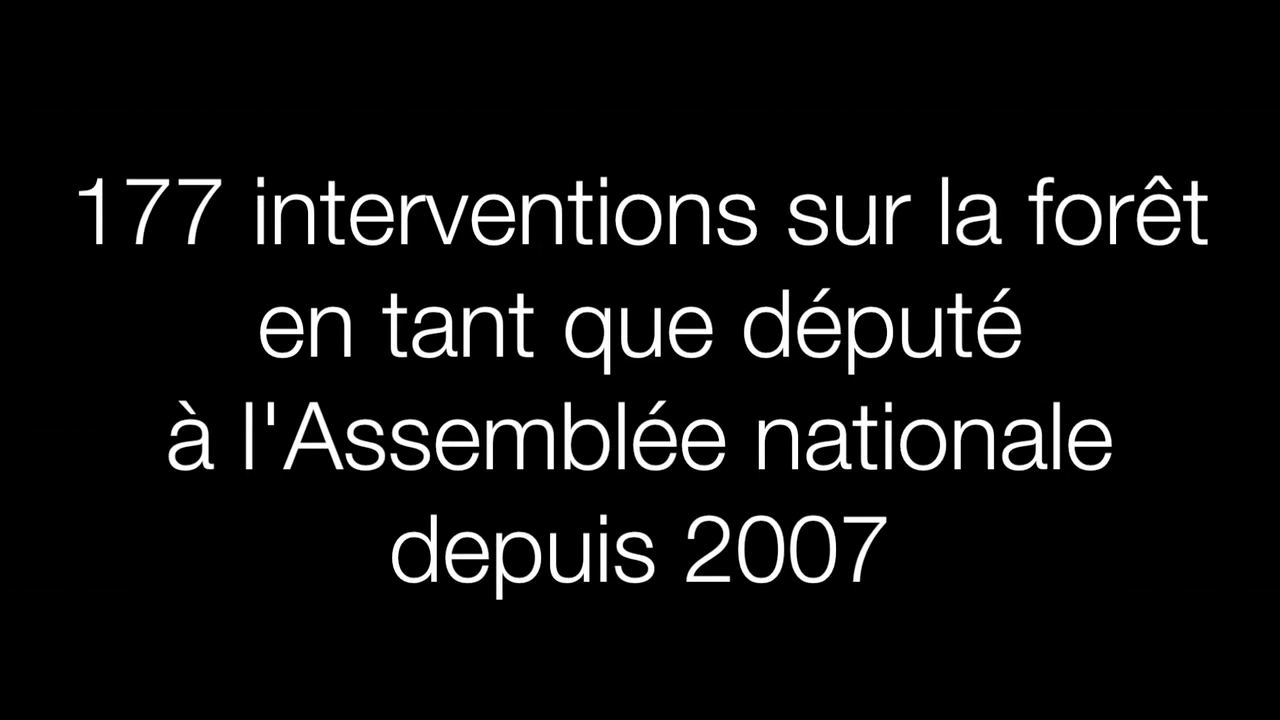 177 interventions sur la forêt
en tant que député
à l'Assemblée nationale
depuis 2007